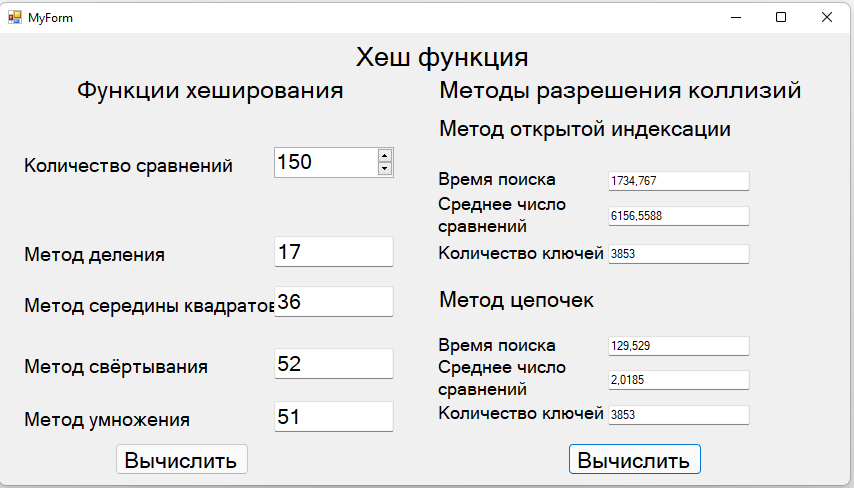 MyForm
Хеш функция
Функции хеширования
Количество сравнений
150
Метод деления
17
Метод середины квадратов
36
Метод свёртывания
52
Метод умножения
51
Вычислить
Методы разрешения коллизий
Метод открытой индексации
Время поиска
1734,767
Среднее число
сравнений
6156,5588
Количество ключей
3853
Метод цепочек
Время поиска
129,529
Среднее число
сравнений
2,0185
Количество ключей
3853
Вычислить